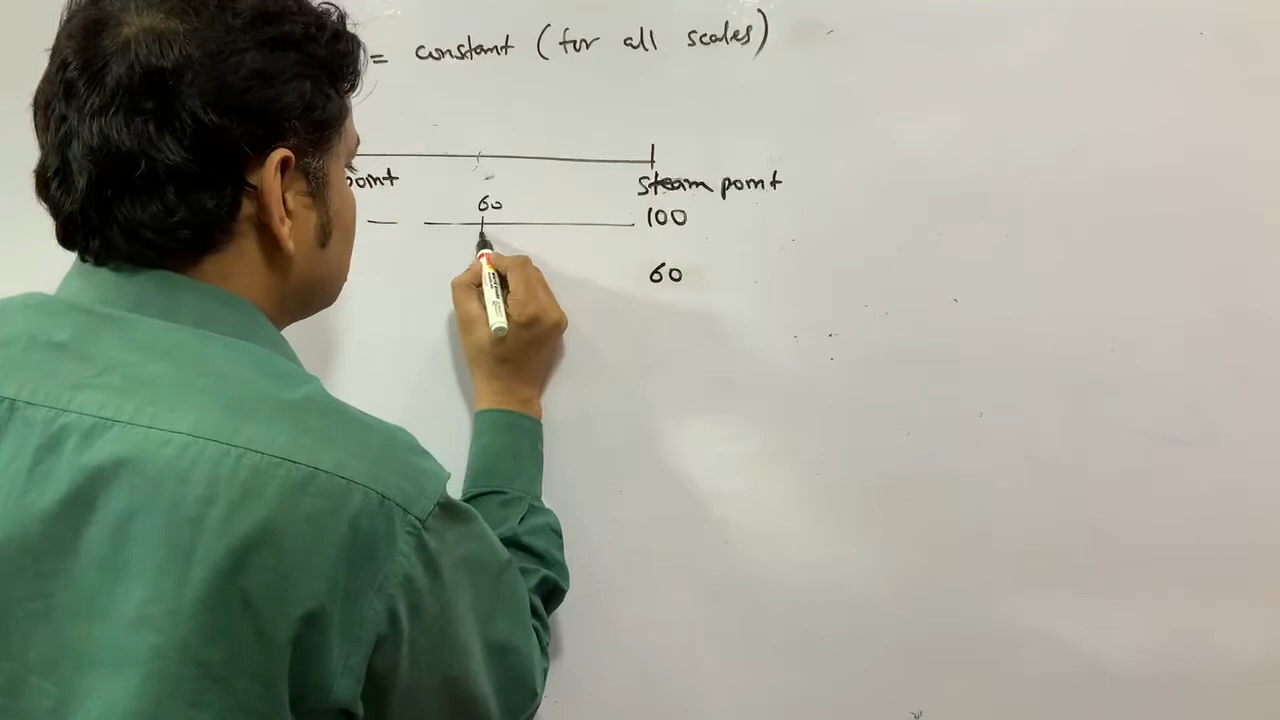 = constant (for all scales)
point steam point
60
100
60